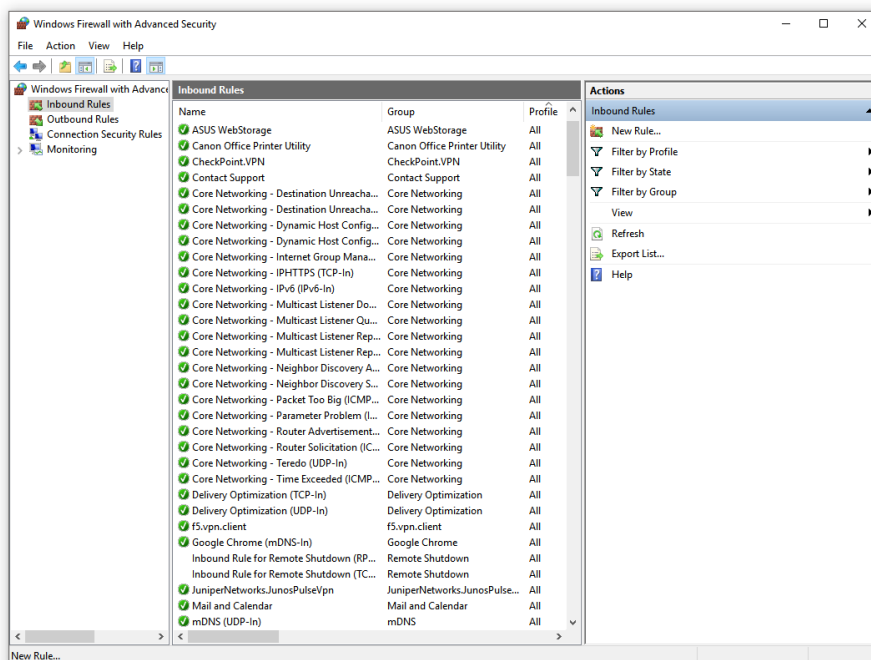 Windows Firewall with Advanced Security
File Action View Help
Windows Firewall with Advance
Inbound Rules
Outbound Rules
Connection Security Rules
Monitoring
Inbound Rules
Name Group Profile
ASUS WebStorage ASUS WebStorage All
Canon Office Printer Utility Canon Office Printer Utility All
CheckPoint.VPN CheckPoint.VPN All
Contact Support Contact Support All
Core Networking - Destination Unreacha... Core Networking All
Core Networking - Destination Unreacha... Core Networking All
Core Networking - Dynamic Host Config... Core Networking All
Core Networking - Dynamic Host Config... Core Networking All
Core Networking - Internet Group Mana... Core Networking All
Core Networking - IPHTTPS (TCP-In) Core Networking All
Core Networking - IPv6 (IPv6-In) Core Networking All
Core Networking - Multicast Listener Do... Core Networking All
Core Networking - Multicast Listener Qu... Core Networking All
Core Networking - Multicast Listener Rep... Core Networking All
Core Networking - Multicast Listener Rep... Core Networking All
Core Networking - Neighbor Discovery A... Core Networking All
Core Networking - Neighbor Discovery S... Core Networking All
Core Networking - Packet Too Big (ICMP... Core Networking All
Core Networking - Parameter Problem (I... Core Networking All
Core Networking - Router Advertisement... Core Networking All
Core Networking - Router Solicitation (IC... Core Networking All
Core Networking - Teredo (UDP-In) Core Networking All
Core Networking - Time Exceeded (ICMP... Core Networking All
Delivery Optimization (TCP-In) Delivery Optimization All
Delivery Optimization (UDP-In) Delivery Optimization All
f5.vpn.client f5.vpn.client All
Google Chrome (mDNS-In) Google Chrome All
Inbound Rule for Remote Shutdown (RP... Remote Shutdown All
Inbound Rule for Remote Shutdown (TC... Remote Shutdown All
JuniperNetworks.JunosPulseVpn JuniperNetworks.JunosPulse... All
Mail and Calendar Mail and Calendar All
mDNS (UDP-In) mDNS All
Actions
Inbound Rules
New Rule...
Filter by Profile
Filter by State
Filter by Group
View
Refresh
Export List...
Help
New Rule...